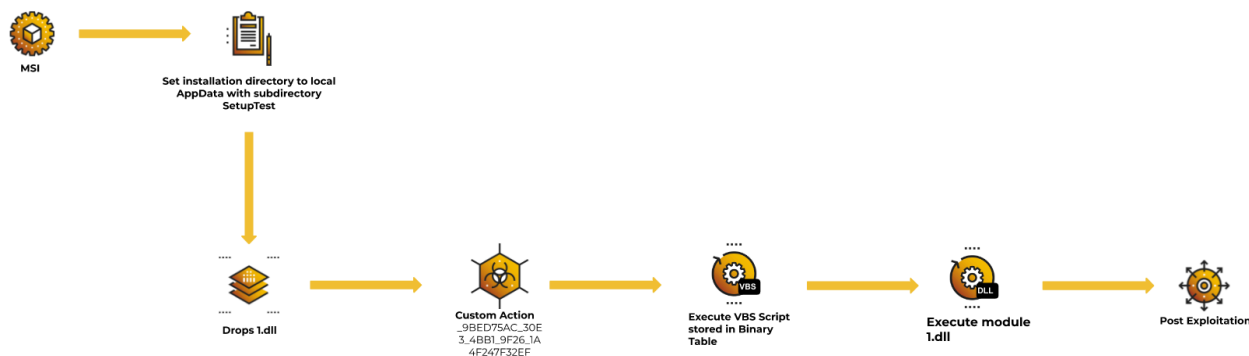 MSI
Set installation directory to local
AppData with subdirectory
SetupTest
Drops 1.dll
Custom Action
_9BED75AC_30E
3_4BB1_9F26_1A
4F247F32EF
VBS
Execute VBS Script
stored in Binary
Table
DLL
Execute module
1.dll
Post Exploitation